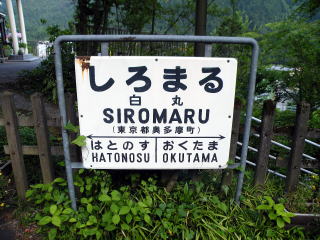 しろまる
白丸
SIROMARU
(東京都奥多摩町)
はとのす おくたま
HATONOSU OKUTAMA